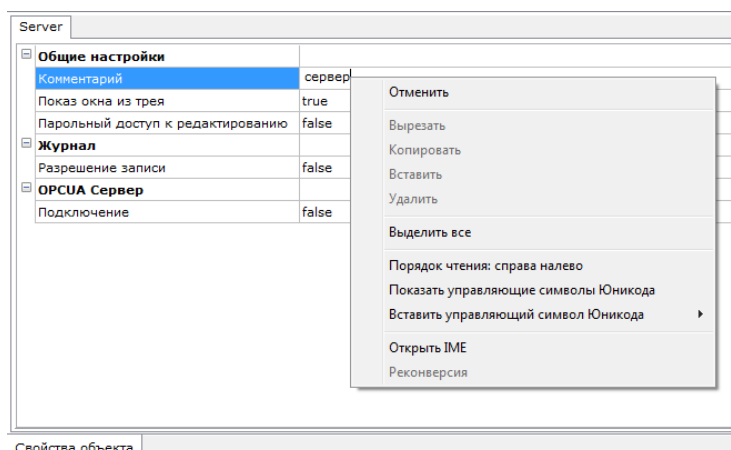 Server
Общие настройки
Комментарий сервер
Показ окна из трея true
Парольный доступ к редактированию false
Журнал
Разрешение записи false
OPCUA Сервер
Подключение false
Отменить
Вырезать
Копировать
Вставить
Удалить
Выделить все
Порядок чтения: справа налево
Показать управляющие символы Юникода
Вставить управляющий символ Юникода
Открыть IME
Реконверсия
Свойства объекта